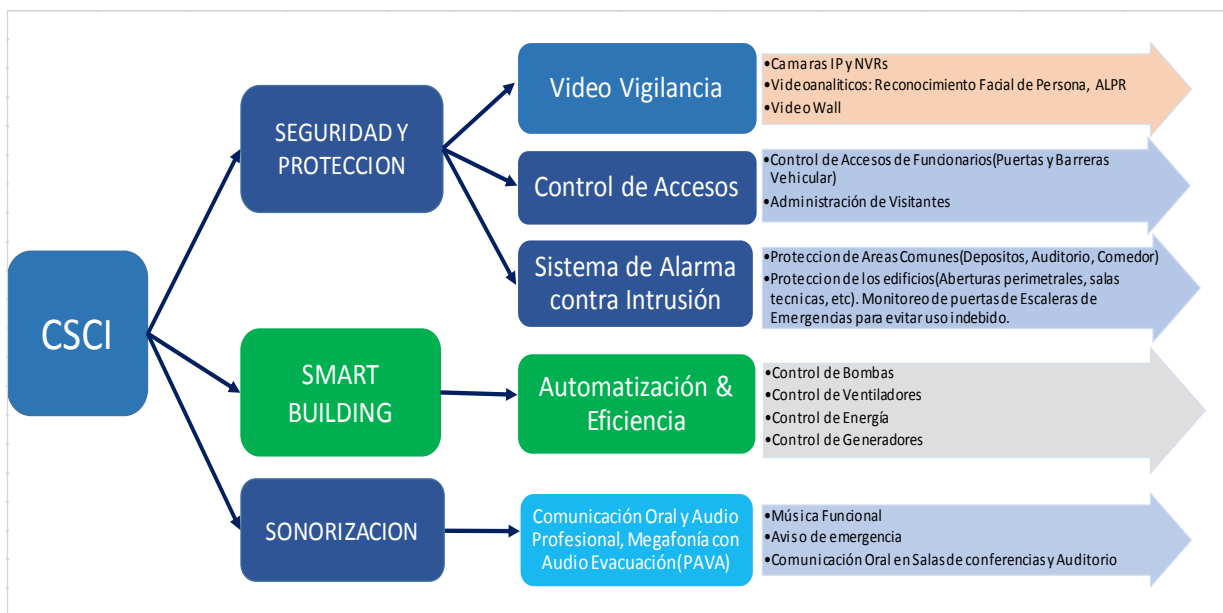 CSCI
SEGURIDAD Y
PROTECCION
Video Vigilancia
•Camaras IP y NVRs
•Videoanaliticos: Reconocimiento Facial de Persona, ALPR
•Video Wall
Control de Accesos
•Control de Accesos de Funcionarios(Puertas y Barreras
Vehicular)
•Administración de Visitantes
Sistema de Alarma
contra Intrusión
•Proteccion de Areas Comunes(Depositos, Auditorio, Comedor)
•Proteccion de los edificios(Aberturas perimetrales, salas
tecnicas, etc). Monitoreo de puertas de Escaleras de
Emergencias para evitar uso indebido.
SMART
BUILDING
Automatización &
Eficiencia
•Control de Bombas
•Control de Ventiladores
•Control de Energía
•Control de Generadores
SONORIZACION
Comunicación Oral y Audio
Profesional, Megafonía con
Audio Evacuación(PAVA)
•Música Funcional
•Aviso de emergencia
•Comunicación Oral en Salas de conferencias y Auditorio